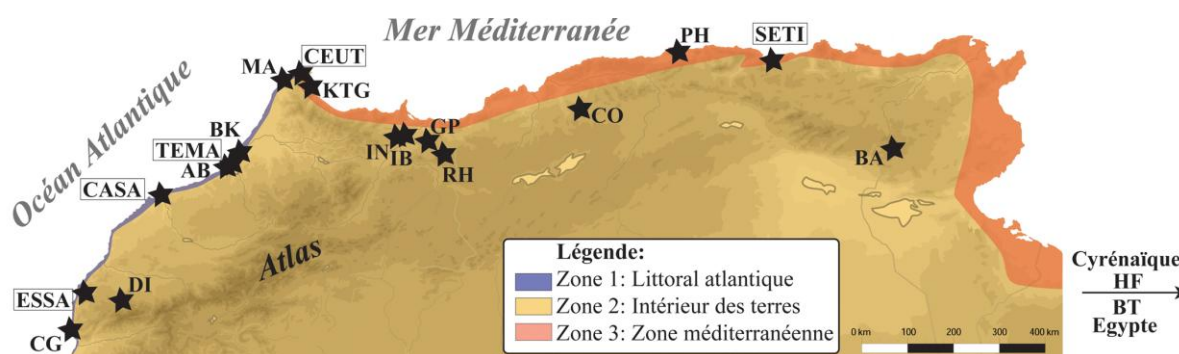 Mer Méditerranée
Océan Atlantique
MA
CEUT
KTG
PH
SETI
BK
TEMA
AB
CASA
IN
IB
GP
RH
CO
BA
ESSA
DI
CG
Atlas
Légende:
Zone 1: Littoral atlantique
Zone 2: Intérieur des terres
Zone 3: Zone méditerranéenne
0 km 100 200 300 400 km
Cyrénaïque
HF
BT
Egypte